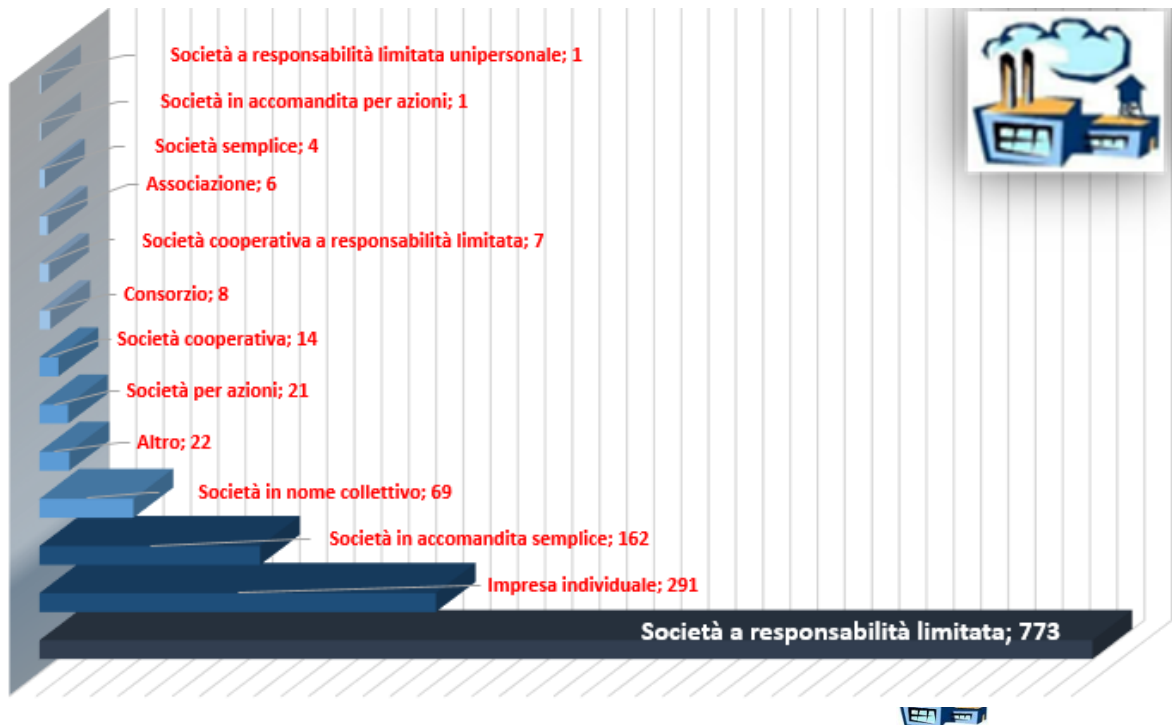 Società a responsabilità limitata unipersonale; 1
Società in accomandita per azioni; 1
Società semplice; 4
Associazione; 6
Società cooperativa a responsabilità limitata; 7
Consorzio; 8
Società cooperativa; 14
Società per azioni; 21
Altro; 22
Società in nome collettivo; 69
Società in accomandita semplice; 162
Impresa individuale; 291
Società a responsabilità limitata; 773